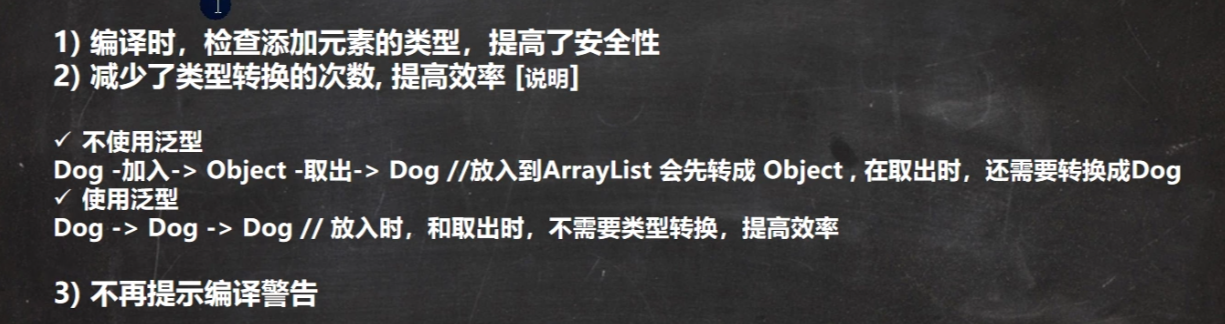 1) 编译时，检查添加元素的类型，提高了安全性
2) 减少了类型转换的次数, 提高效率 [说明]
✓ 不使用泛型
Dog -加入-> Object -取出-> Dog //放入到ArrayList 会先转成 Object , 在取出时，还需要转换成Dog
✓ 使用泛型
Dog -> Dog -> Dog // 放入时，和取出时，不需要类型转换，提高效率
3) 不再提示编译警告